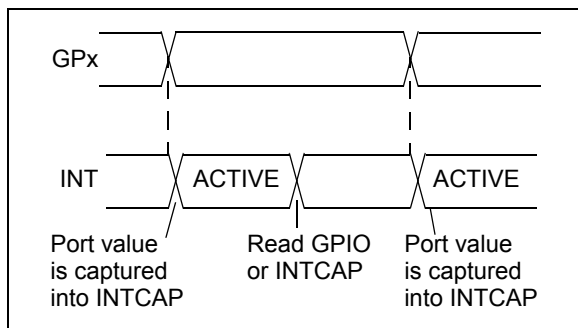 GPx
INT
ACTIVE
ACTIVE
Port value
is captured
into INTCAP
Read GPIO
or INTCAP
Port value
is captured
into INTCAP